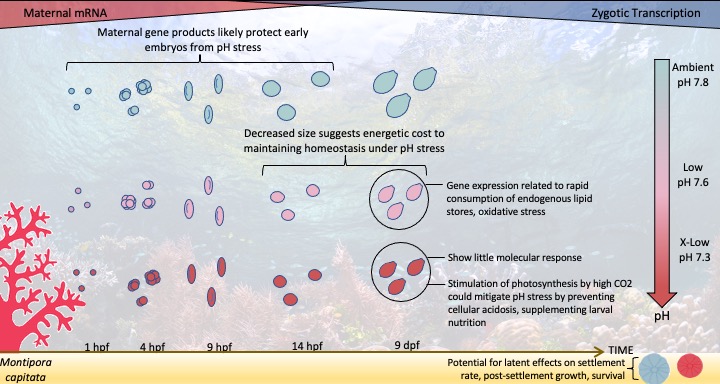 Maternal mRNA
Zygotic Transcription
Maternal gene products likely protect early
embryos from pH stress
Ambient
pH 7.8
Decreased size suggests energetic cost to
maintaining homeostasis under pH stress
Low
pH 7.6
Gene expression related to rapid
consumption of endogenous lipid
stores, oxidative stress
X-Low
pH 7.3
Show little molecular response
Stimulation of photosynthesis by high CO2
could mitigate pH stress by preventing
cellular acidosis, supplementing larval
nutrition
pH
1 hpf
4 hpf
9 hpf
14 hpf
9 dpf
TIME
Montipora
capitata
Potential for latent effects on settlement
rate, post-settlement growth, survival